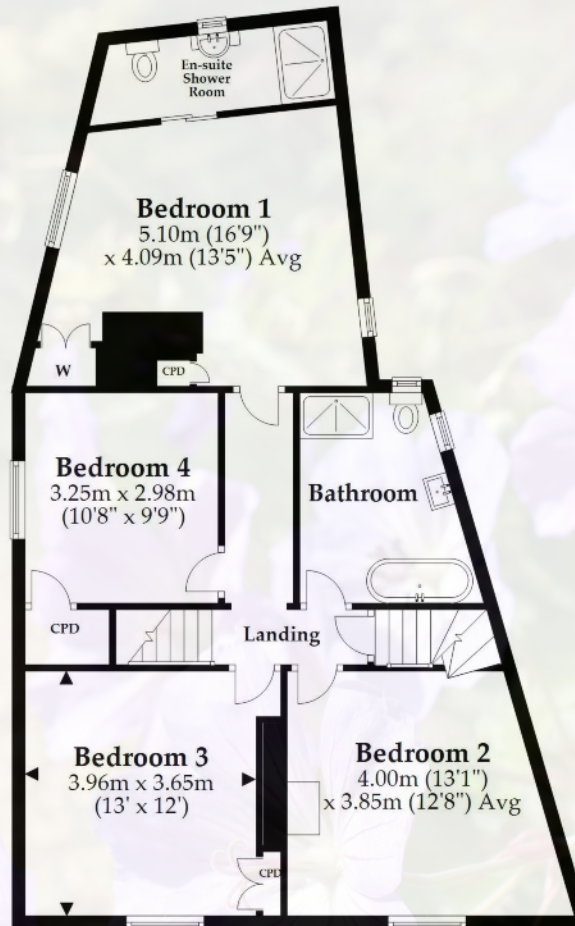 En-suite
Shower
Room
Bedroom 1
5.10m (16'9")
x 4.09m (13'5") Avg
W
CPD
Bedroom 4
3.25m x 2.98m
(10'8" x 9'9")
Bathroom
CPD
Landing
Bedroom 3
3.96m x 3.65m
(13' x 12')
Bedroom 2
4.00m (13'1")
x 3.85m (12'8") Avg
CPD